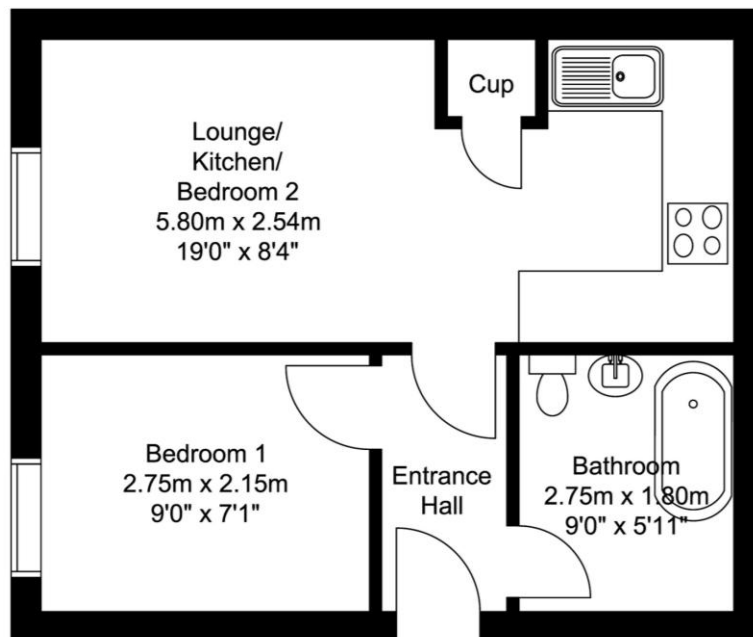 Cup
Lounge/
Kitchen/
Bedroom 2
5.80m x 2.54m
19'0" x 8'4"
Bedroom 1
2.75m x 2.15m
9'0" x 7'1"
Entrance
Hall
Bathroom
2.75m x 1.80m
9'0" x 5'11"